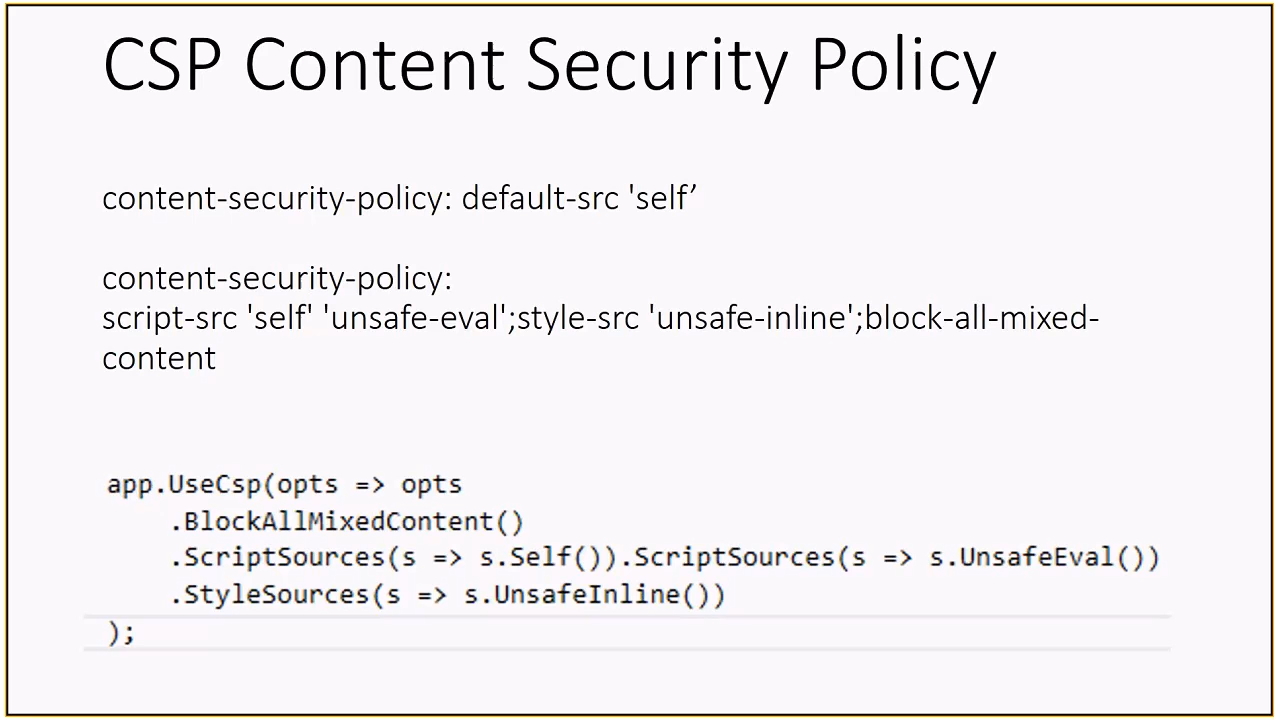 CSP Content Security Policy
content-security-policy: default-src 'self’
content-security-policy:
script-src 'self' 'unsafe-eval';style-src 'unsafe-inline';block-all-mixed-
content
app.UseCsp(opts => opts
    .BlockAllMixedContent()
    .ScriptSources(s => s.Self()).ScriptSources(s => s.UnsafeEval())
    .StyleSources(s => s.UnsafeInline())
);